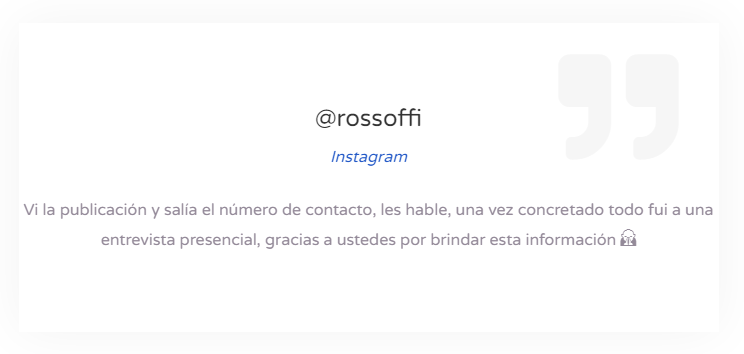 @rossoffi
Instagram
Vi la publicación y salía el número de contacto, les hable, una vez concretado todo fui a una
entrevista presencial, gracias a ustedes por brindar esta información